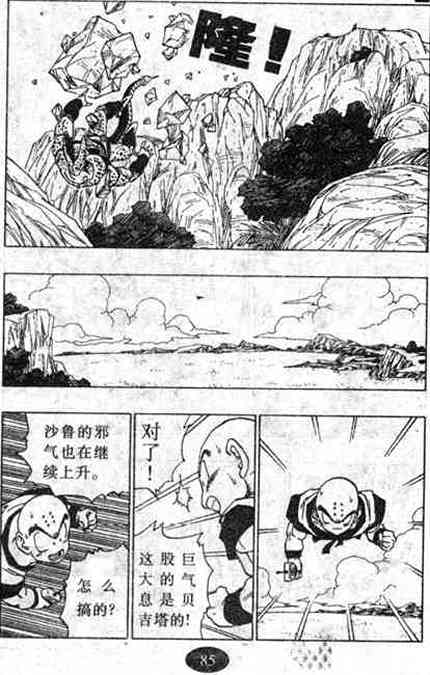 隆！
对了！
这股巨
大的气
息是贝
吉塔的！
沙鲁的邪
气也在继
续上升。
怎么
搞的？
85